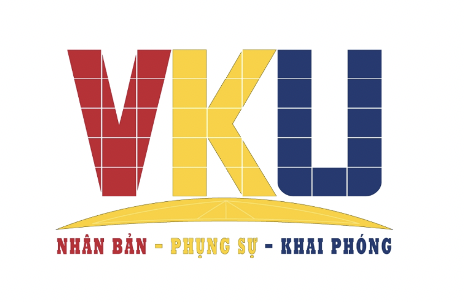 VKU
NHÂN BẢN – PHỤNG SỰ – KHAI PHÓNG